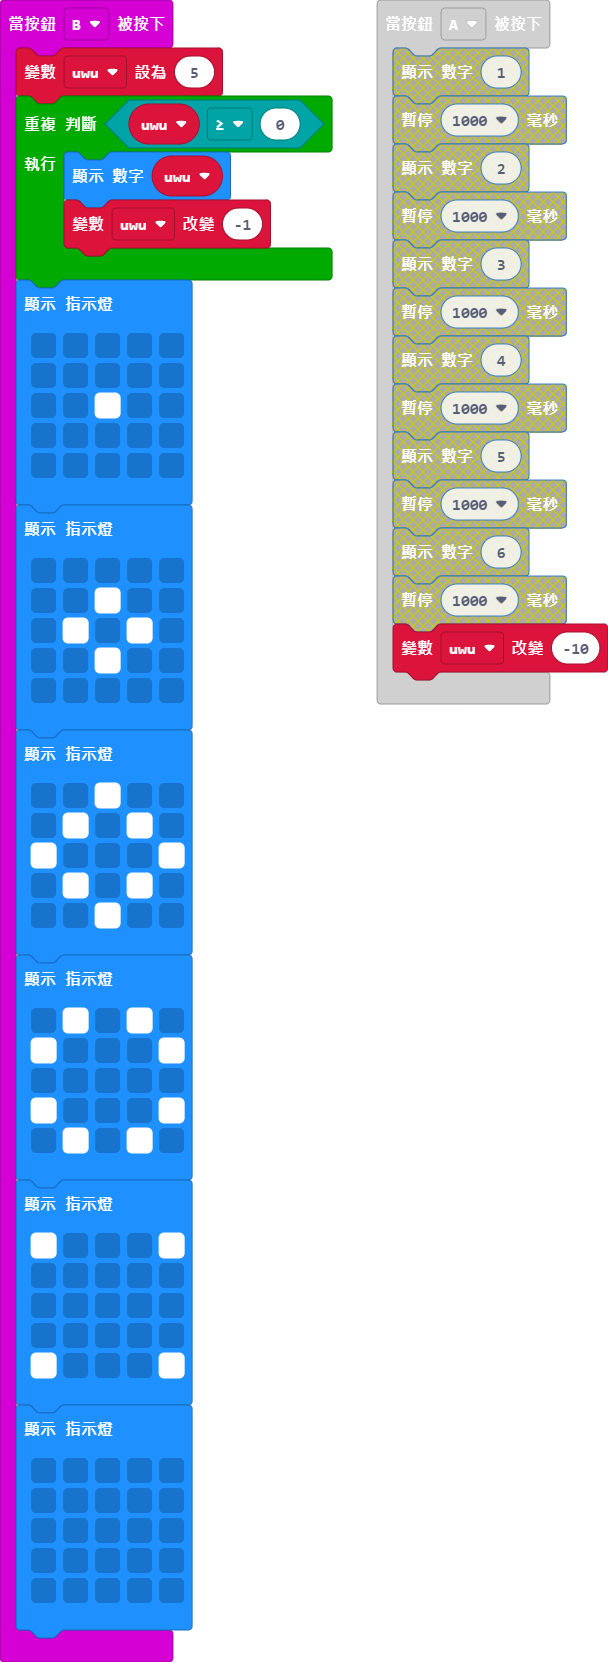 當按鈕 B 被按下
變數 uwu 設為 5
重複 判斷 uwu ≥ 0
執行
顯示 數字 uwu
變數 uwu 改變 -1
顯示 指示燈
顯示 指示燈
顯示 指示燈
顯示 指示燈
顯示 指示燈
顯示 指示燈
當按鈕 A 被按下
顯示 數字 1
暫停 1000 毫秒
顯示 數字 2
暫停 1000 毫秒
顯示 數字 3
暫停 1000 毫秒
顯示 數字 4
暫停 1000 毫秒
顯示 數字 5
暫停 1000 毫秒
顯示 數字 6
暫停 1000 毫秒
變數 uwu 改變 -10